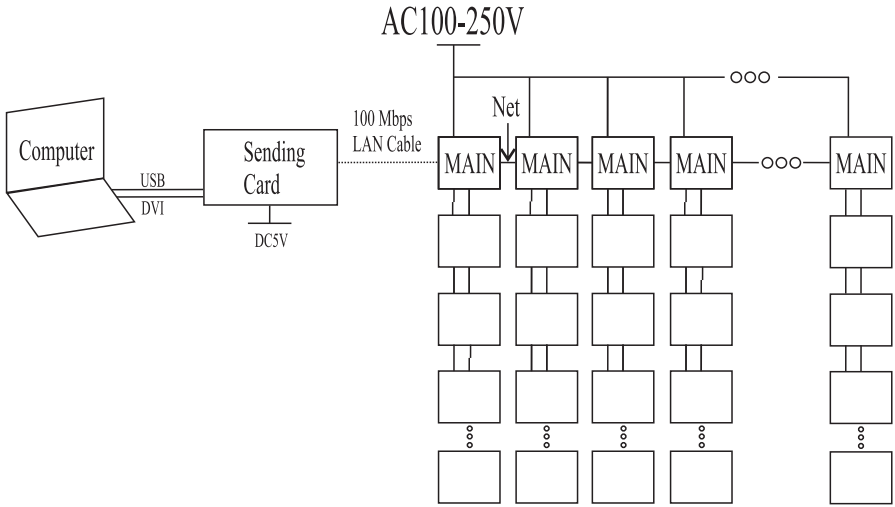 AC100-250V
Net
100 Mbps
LAN Cable
Computer
Sending
Card
USB
DVI
DC5V
MAIN
MAIN
MAIN
MAIN
MAIN